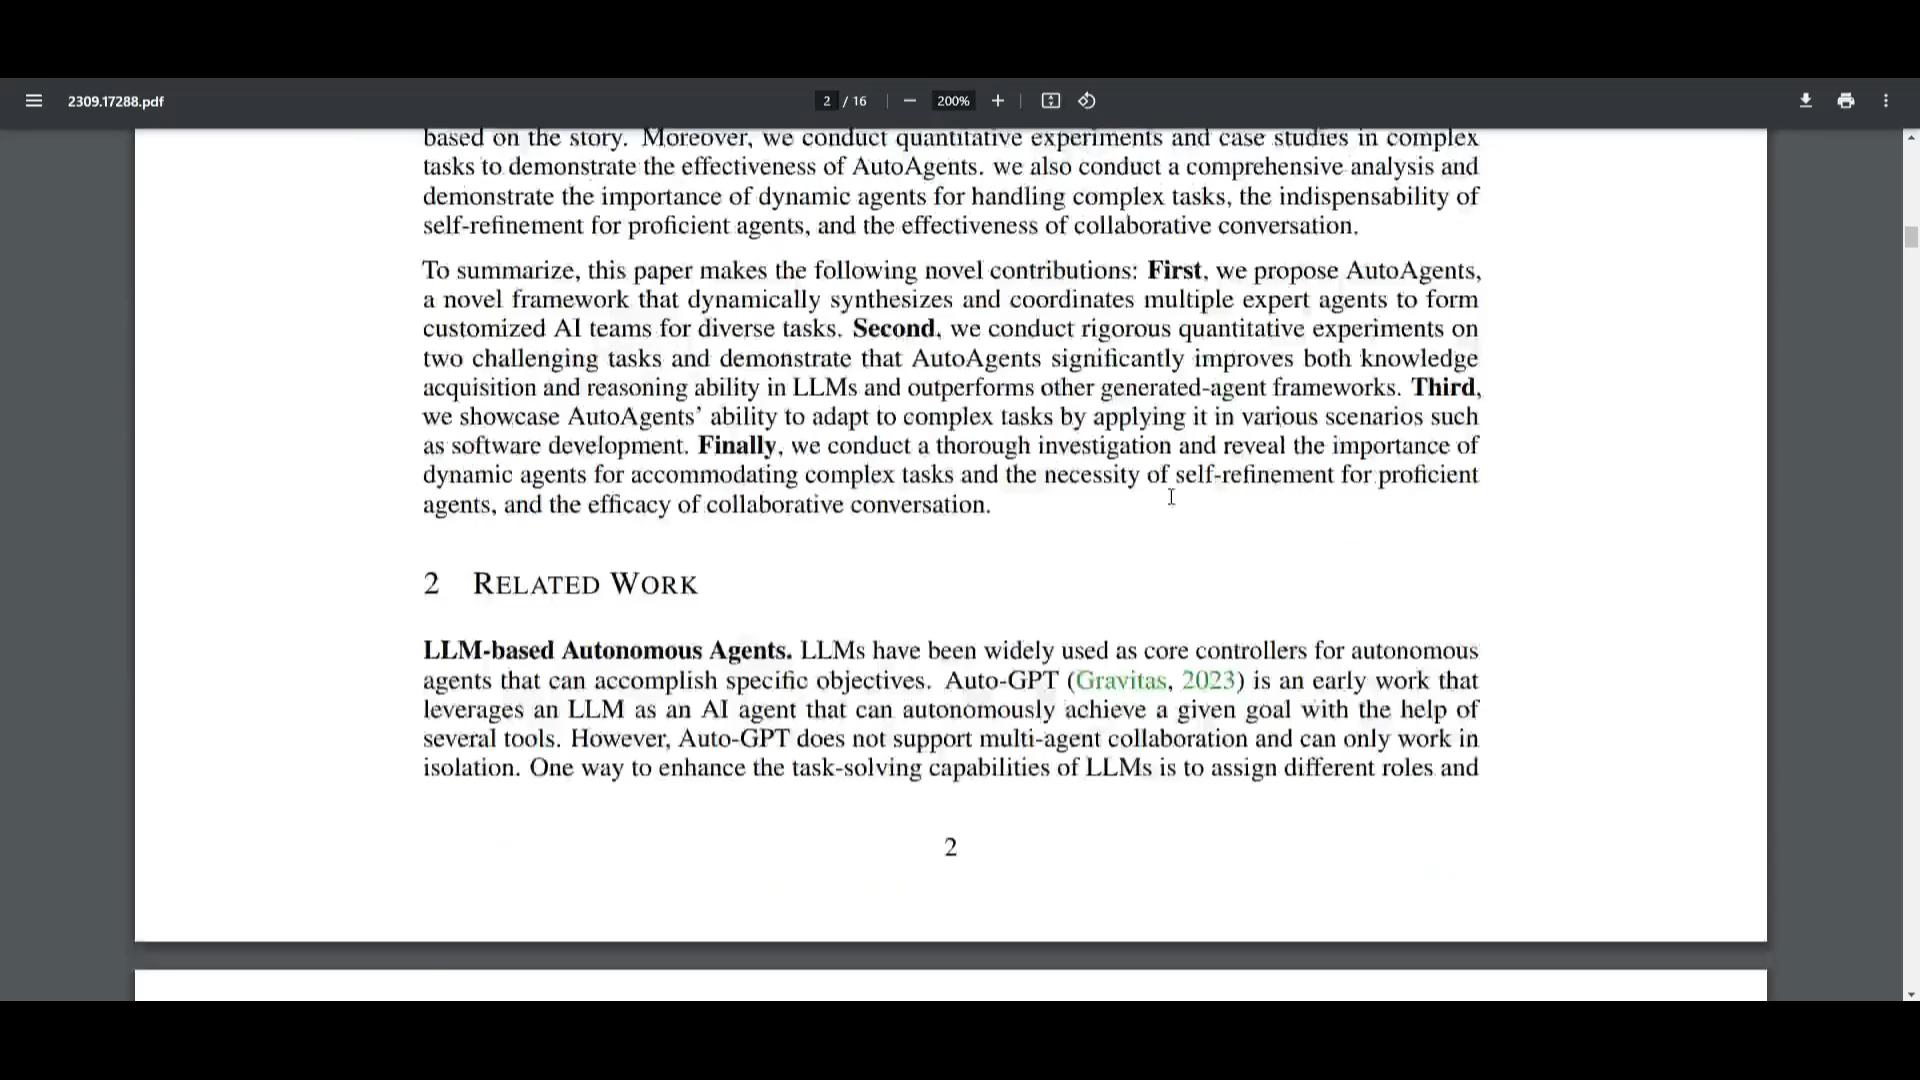 2309.17288.pdf
2 / 16
200%
based on the story. Moreover, we conduct quantitative experiments and case studies in complex
tasks to demonstrate the effectiveness of AutoAgents. we also conduct a comprehensive analysis and
demonstrate the importance of dynamic agents for handling complex tasks, the indispensability of
self-refinement for proficient agents, and the effectiveness of collaborative conversation.
To summarize, this paper makes the following novel contributions: First, we propose AutoAgents,
a novel framework that dynamically synthesizes and coordinates multiple expert agents to form
customized AI teams for diverse tasks. Second, we conduct rigorous quantitative experiments on
two challenging tasks and demonstrate that AutoAgents significantly improves both knowledge
acquisition and reasoning ability in LLMs and outperforms other generated-agent frameworks. Third,
we showcase AutoAgents’ ability to adapt to complex tasks by applying it in various scenarios such
as software development. Finally, we conduct a thorough investigation and reveal the importance of
dynamic agents for accommodating complex tasks and the necessity of self-refinement for proficient
agents, and the efficacy of collaborative conversation.
2 RELATED WORK
LLM-based Autonomous Agents. LLMs have been widely used as core controllers for autonomous
agents that can accomplish specific objectives. Auto-GPT (Gravitas, 2023) is an early work that
leverages an LLM as an AI agent that can autonomously achieve a given goal with the help of
several tools. However, Auto-GPT does not support multi-agent collaboration and can only work in
isolation. One way to enhance the task-solving capabilities of LLMs is to assign different roles and
2